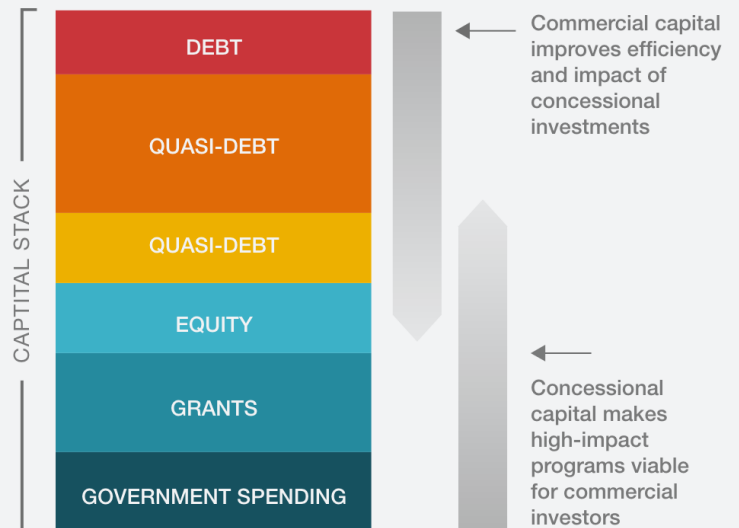 CAPTITAL STACK
DEBT
QUASI-DEBT
QUASI-DEBT
EQUITY
GRANTS
GOVERNMENT SPENDING
Commercial capital
improves efficiency
and impact of
concessional
investments
Concessional
capital makes
high-impact
programs viable
for commercial
investors